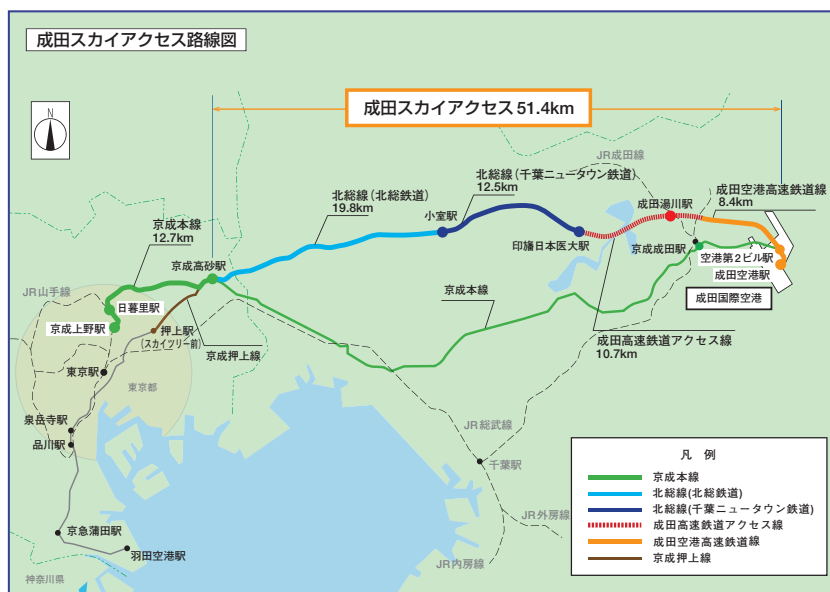 成田スカイアクセス路線図
成田スカイアクセス 51.4km
N
JR成田線
北総線(千葉ニュータウン鉄道)
12.5km
成田空港高速鉄道線
8.4km
北総線(北総鉄道)
19.8km
小室駅
成田湯川駅
京成本線
12.7km
印旛日本医大駅
京成成田駅
空港第2ビル駅
成田空港駅
成田国際空港
京成高砂駅
JR山手線
日暮里駅
京成上野駅
押上駅
(スカイツリー前)
京成押上線
京成本線
成田高速鉄道アクセス線
10.7km
東京駅
東京都
泉岳寺駅
品川駅
JR総武線
千葉駅
JR外房線
JR内房線
京急蒲田駅
羽田空港駅
神奈川県
凡 例
京成本線
北総線(北総鉄道)
北総線(千葉ニュータウン鉄道)
成田高速鉄道アクセス線
成田空港高速鉄道線
京成押上線